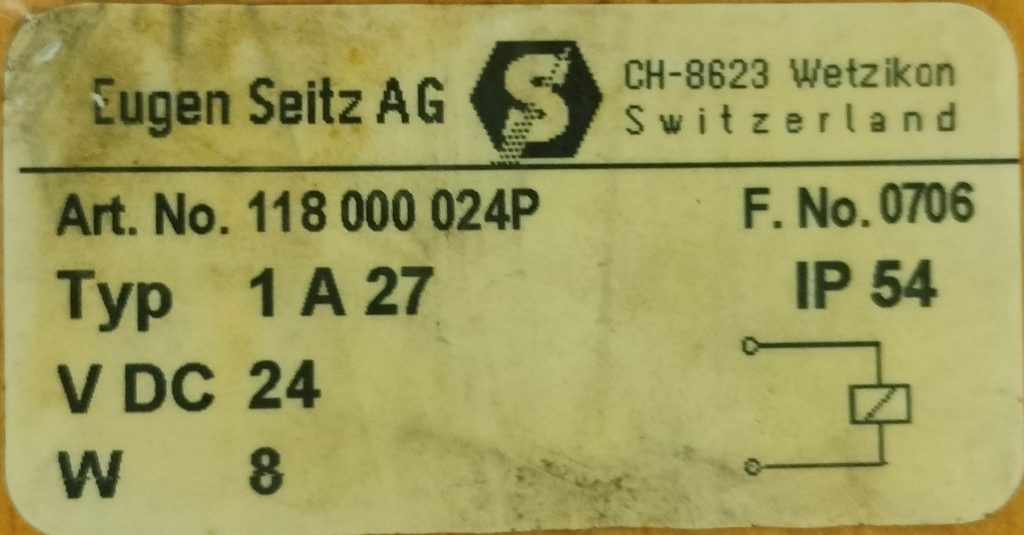 Eugen Seitz AG
CH-8623 Wetzikon
Switzerland
Art. No. 118 000 024P
F. No. 0706
Typ 1 A 27
IP 54
V DC 24
W 8